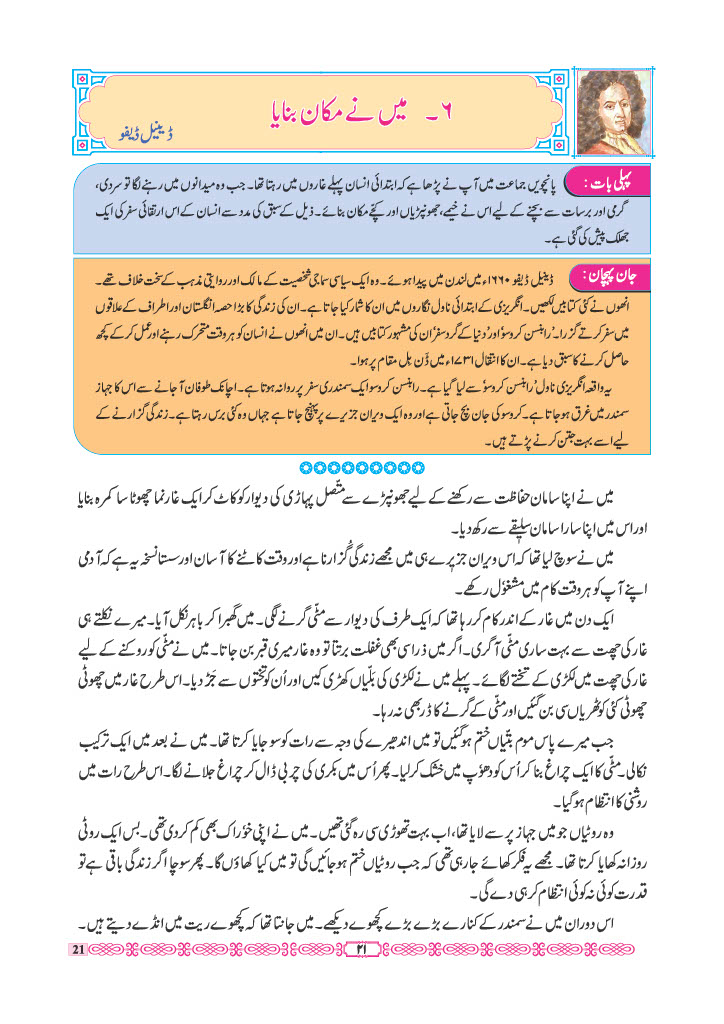 ۶ ۔ میں نے مکان بنایا
ڈینیل ڈیفو
پہلی بات : پانچویں جماعت میں آپ نے پڑھا ہے کہ ابتدائی انسان پہلے غاروں میں رہتا تھا۔ جب وہ میدانوں میں رہنے لگا تو سردی،
گرمی اور برسات سے بچنے کے لیے اس نے خیمے، جھونپڑیاں اور کچّے مکان بنائے۔ ذیل کے سبق کی مدد سے انسان کے اس ارتقائی سفر کی ایک
جھلک پیش کی گئی ہے۔
جان پہچان : ڈینیل ڈیفو ۱۶۶۰ء میں لندن میں پیدا ہوئے۔ وہ ایک سیاسی سماجی شخصیت کے مالک اور روایتی مذہب کے سخت خلاف تھے۔
انھوں نے کئی کتابیں لکھیں۔ انگریزی کے ابتدائی ناول نگاروں میں ان کا شمار کیا جاتا ہے۔ ان کی زندگی کا بڑا حصہ انگلستان اور اطراف کے علاقوں
میں سفر کرتے گزرا۔ 'رابنسن کروسو' اور 'دنیا کے گرد سفر' ان کی مشہور کتابیں ہیں۔ ان میں انھوں نے انسان کو ہر وقت متحرک رہنے اور عمل کر کے کچھ
حاصل کرنے کا سبق دیا ہے۔ ان کا انتقال ۱۷۳۱ء میں ڈَن ہِل مقام پر ہوا۔
یہ واقعہ انگریزی ناول 'رابنسن کروسو' سے لیا گیا ہے۔ رابنسن کروسو ایک سمندری سفر پر روانہ ہوتا ہے۔ اچانک طوفان آجانے سے اس کا جہاز
سمندر میں غرق ہو جاتا ہے۔ کروسو کی جان بچ جاتی ہے اور وہ ایک ویران جزیرے پر پہنچ جاتا ہے جہاں وہ کئی برس رہتا ہے۔ زندگی گزارنے کے
لیے اسے بہت جتن کرنے پڑتے ہیں۔
میں نے اپنا سامان حفاظت سے رکھنے کے لیے جھونپڑے سے متّصل پہاڑی کی دیوار کو کاٹ کر ایک غار نما چھوٹا سا کمرہ بنایا
اور اس میں اپنا سارا سامان سلیقے سے رکھ دیا۔
میں نے سوچ لیا تھا کہ اس ویران جزیرے ہی میں مجھے زندگی گُزارنا ہے اور وقت کاٹنے کا آسان اور سستا نسخہ یہ ہے کہ آدمی
اپنے آپ کو ہر وقت کام میں مشغول رکھے۔
ایک دن میں غار کے اندر کام کر رہا تھا کہ ایک طرف کی دیوار سے مٹّی گرنے لگی۔ میں گھبرا کر باہر نکل آیا۔ میرے نکلتے ہی
غار کی چھت سے بہت ساری مٹّی آ گری۔ اگر میں ذرا سی بھی غفلت برتتا تو وہ غار میری قبر بن جاتا۔ میں نے مٹّی کو روکنے کے لیے
غار کی چھت میں لکڑی کے تختے لگائے۔ پہلے میں نے لکڑی کی بلّیاں کھڑی کیں اور اُن کو تختوں سے جَڑ دیا۔ اس طرح غار میں چھوٹی
چھوٹی کئی کوٹھریاں سی بن گئیں اور مٹّی کے گرنے کا ڈر بھی نہ رہا۔
جب میرے پاس موم بتّیاں ختم ہو گئیں تو میں اندھیرے کی وجہ سے رات کو سو جایا کرتا تھا۔ میں نے بعد میں ایک ترکیب
نکالی۔ مٹّی کا ایک چراغ بنا کر اُس کو دھوٗپ میں خشک کر لیا۔ پھر اُس میں بکری کی چربی ڈال کر چراغ جلانے لگا۔ اس طرح رات میں
روشنی کا انتظام ہو گیا۔
وہ روٹیاں جو میں جہاز پر سے لایا تھا، اب بہت تھوڑی سی رہ گئی تھیں۔ میں نے اپنی خوٗراک بھی کم کر دی تھی۔ بس ایک روٹی
روزانہ کھایا کرتا تھا۔ مجھے یہ فکر کھائے جا رہی تھی کہ جب روٹیاں ختم ہو جائیں گی تو میں کیا کھاؤں گا۔ پھر سوچا اگر زندگی باقی ہے تو
قدرت کوئی نہ کوئی انتظام کر ہی دے گی۔
اس دوران میں نے سمندر کے کنارے بڑے بڑے کچھوے دیکھے۔ میں جانتا تھا کہ کچھوے ریت میں انڈے دیتے ہیں۔
21
۲۱